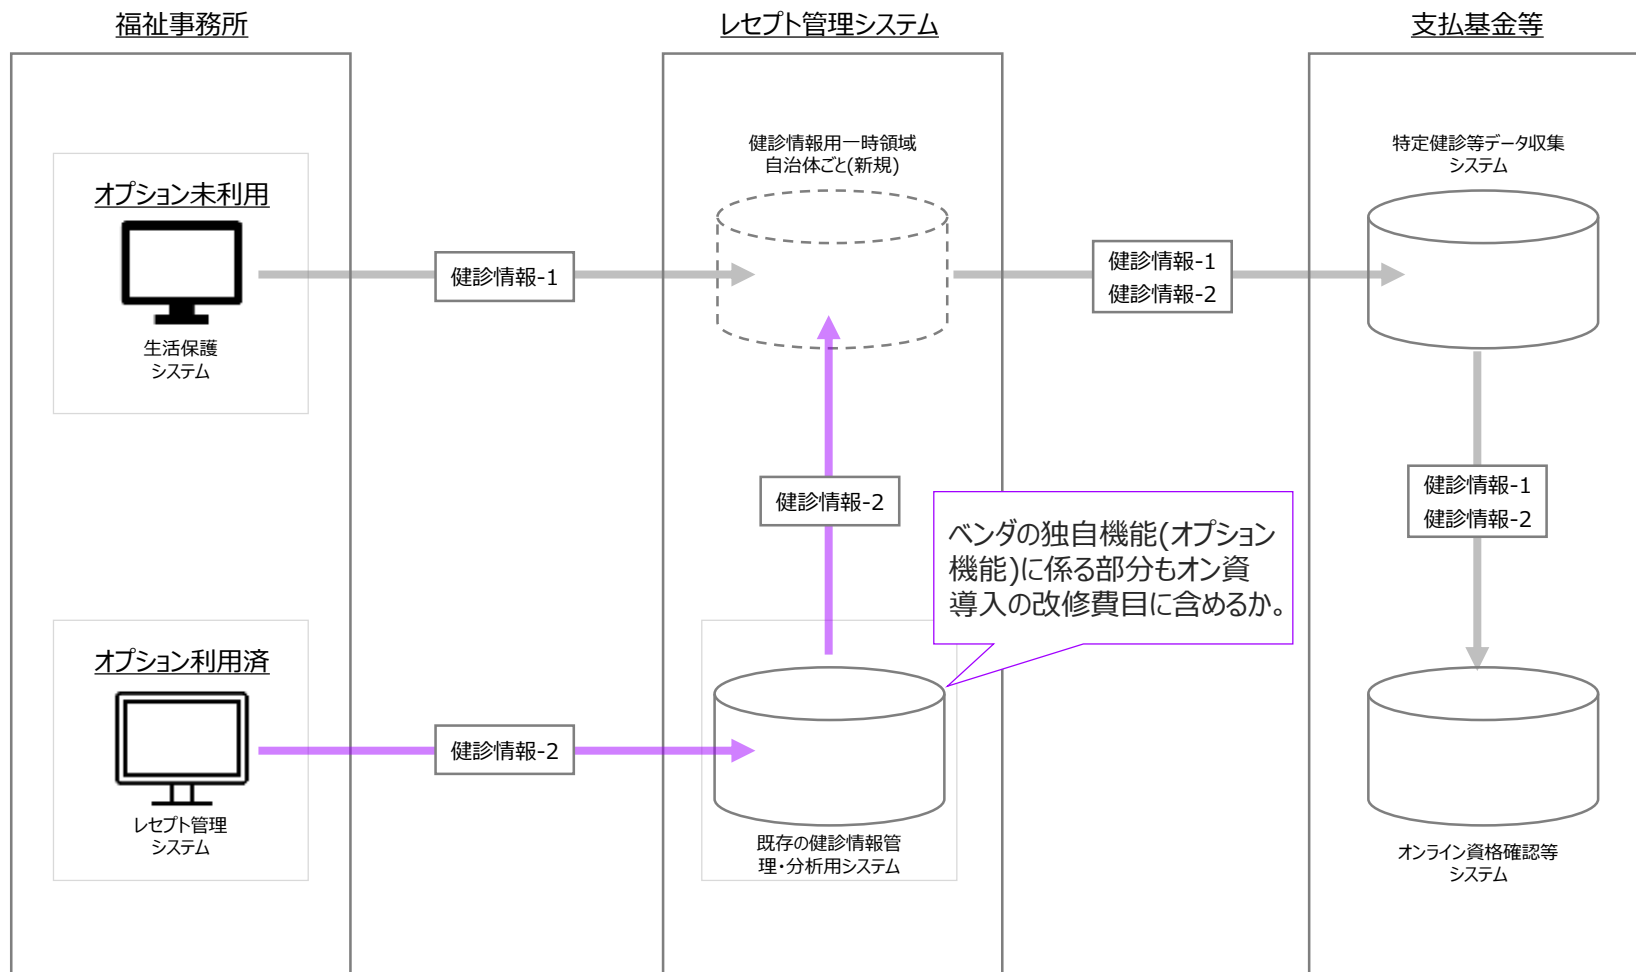 福祉事務所
レセプト管理システム
支払基金等
オプション未利用
生活保護
システム
健診情報-1
健診情報用一時領域
自治体ごと(新規)
健診情報-1
健診情報-2
特定健診等データ収集
システム
健診情報-2
ベンダの独自機能(オプション
機能)に係る部分もオン資
導入の改修費目に含めるか。
健診情報-1
健診情報-2
オプション利用済
レセプト管理
システム
健診情報-2
既存の健診情報管
理・分析用システム
オンライン資格確認等
システム